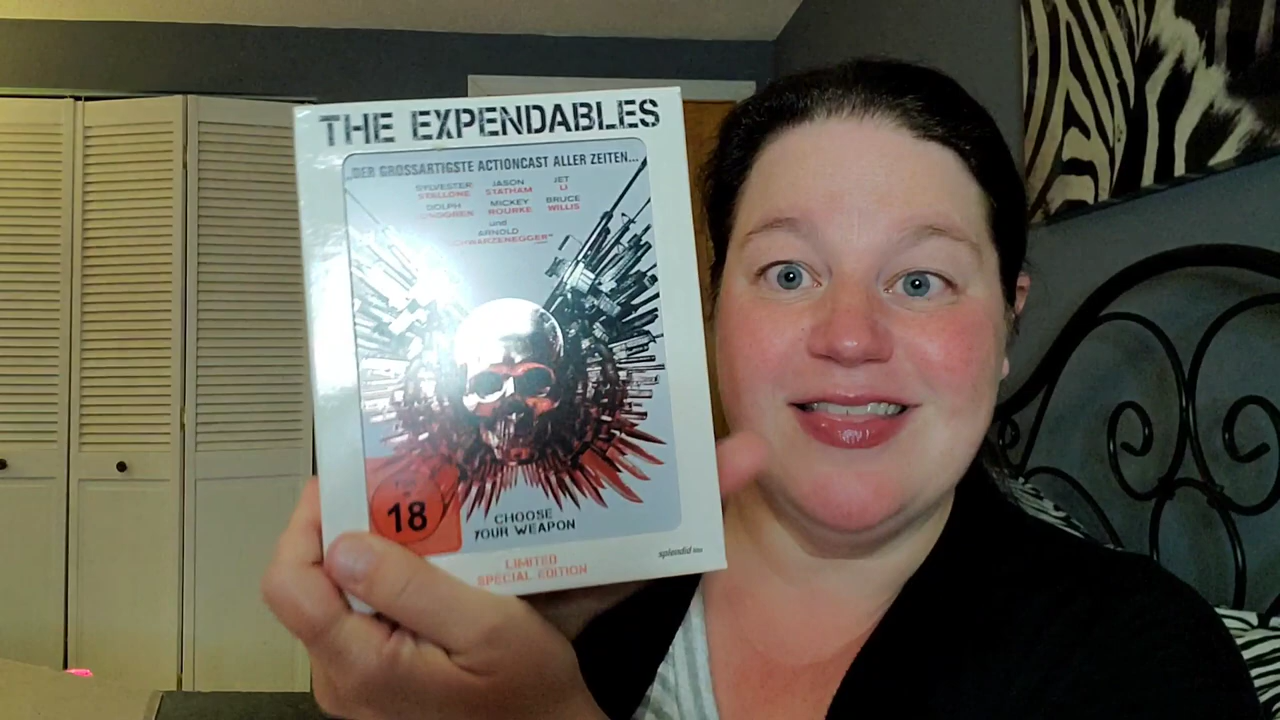 THE EXPENDABLES
„DER GROSSARTIGSTE ACTIONCAST ALLER ZEITEN...
SYLVESTER STALLONE
JASON STATHAM
JET LI
DOLPH LUNDGREN
MICKEY ROURKE
BRUCE WILLIS
und
ARNOLD
SCHWARZENEGGER"
18
CHOOSE
YOUR WEAPON
LIMITED
SPECIAL EDITION
splendid film